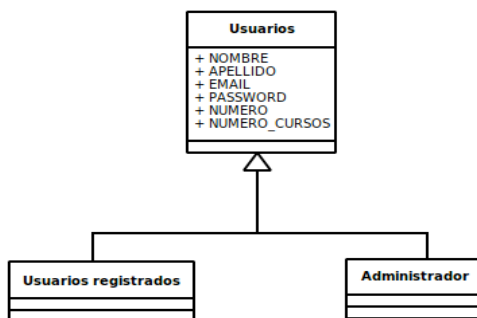 Usuarios
+ NOMBRE
+ APELLIDO
+ EMAIL
+ PASSWORD
+ NUMERO
+ NUMERO_CURSOS
Usuarios registrados
Administrador